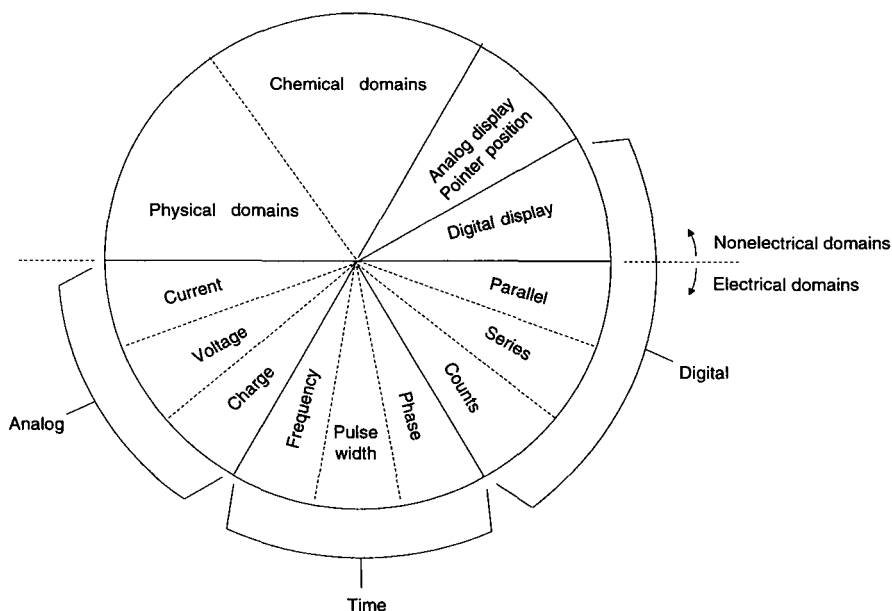 Chemical domains
Analog display
Pointer position
Physical domains
Digital display
Nonelectrical domains
Electrical domains
Current
Parallel
Voltage
Series
Charge
Frequency
Pulse
width
Phase
Counts
Digital
Analog
Time